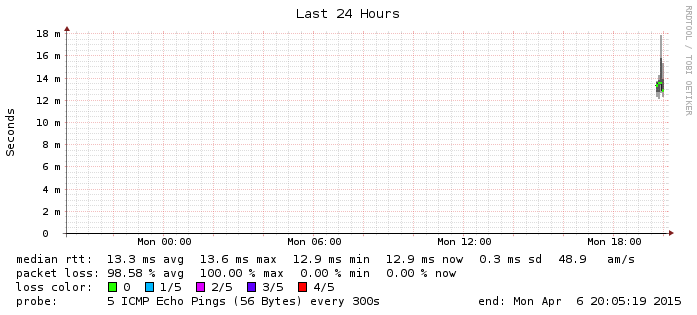 Last 24 Hours
RRDTOOL / TOBI OETIKER
Seconds
18 m
16 m
14 m
12 m
10 m
8 m
6 m
4 m
2 m
0
Mon 00:00 Mon 06:00 Mon 12:00 Mon 18:00
median rtt: 13.3 ms avg 13.6 ms max 12.9 ms min 12.9 ms now 0.3 ms sd 48.9 am/s
packet loss: 98.58 % avg 100.00 % max 0.00 % min 0.00 % now
loss color: 0 1/5 2/5 3/5 4/5
probe: 5 ICMP Echo Pings (56 Bytes) every 300s end: Mon Apr 6 20:05:19 2015